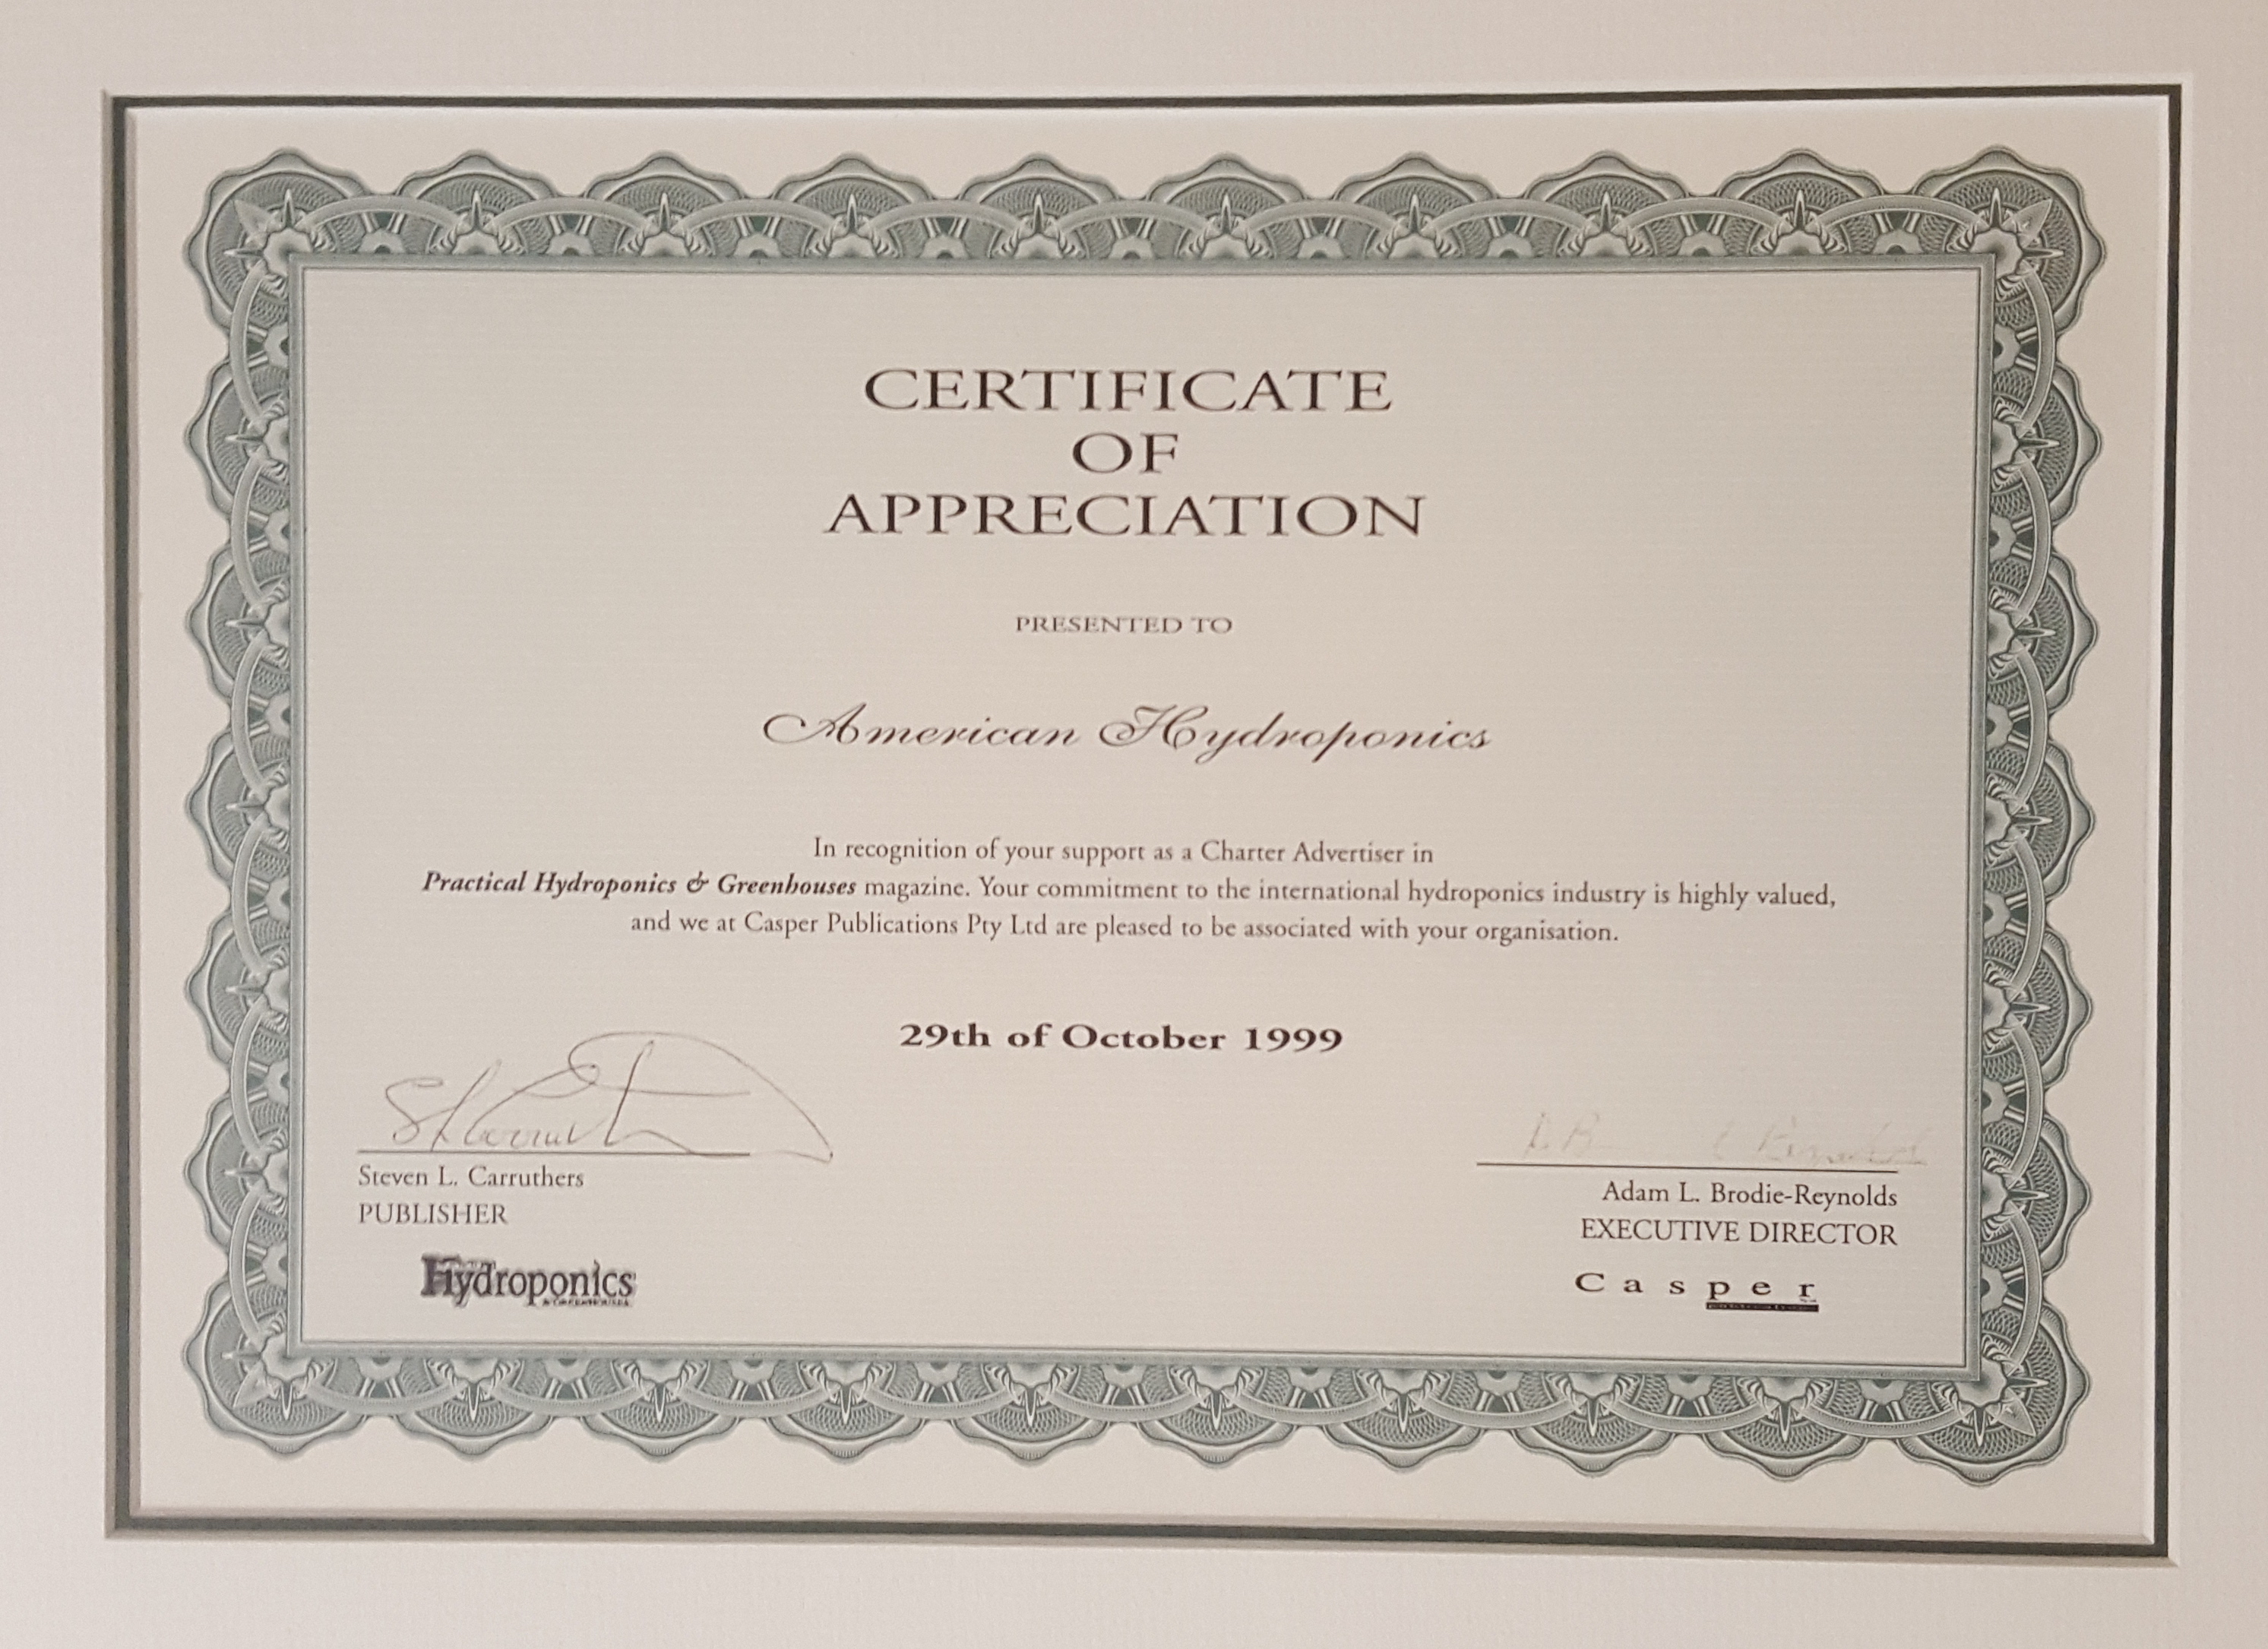 CERTIFICATE
OF
APPRECIATION
PRESENTED TO
American Hydroponics
In recognition of your support as a Charter Advertiser in
Practical Hydroponics & Greenhouses magazine. Your commitment to the international hydroponics industry is highly valued,
and we at Casper Publications Pty Ltd are pleased to be associated with your organisation.
29th of October 1999
Steven L. Carruthers
PUBLISHER
Hydroponics
& GREENHOUSES
Adam L. Brodie-Reynolds
EXECUTIVE DIRECTOR
Casper